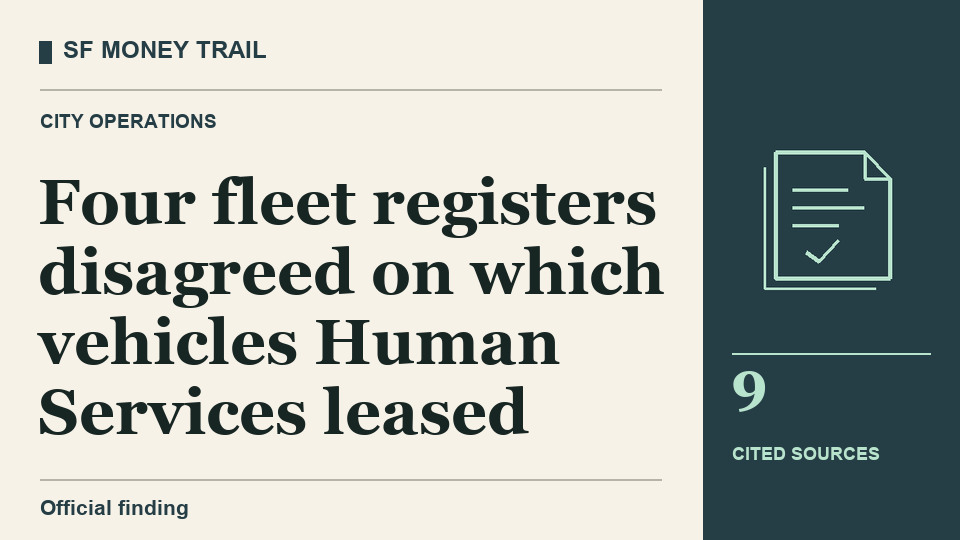 SF MONEY TRAIL
CITY OPERATIONS
Four fleet registers
disagreed on which
vehicles Human
Services leased
Official finding
9
CITED SOURCES